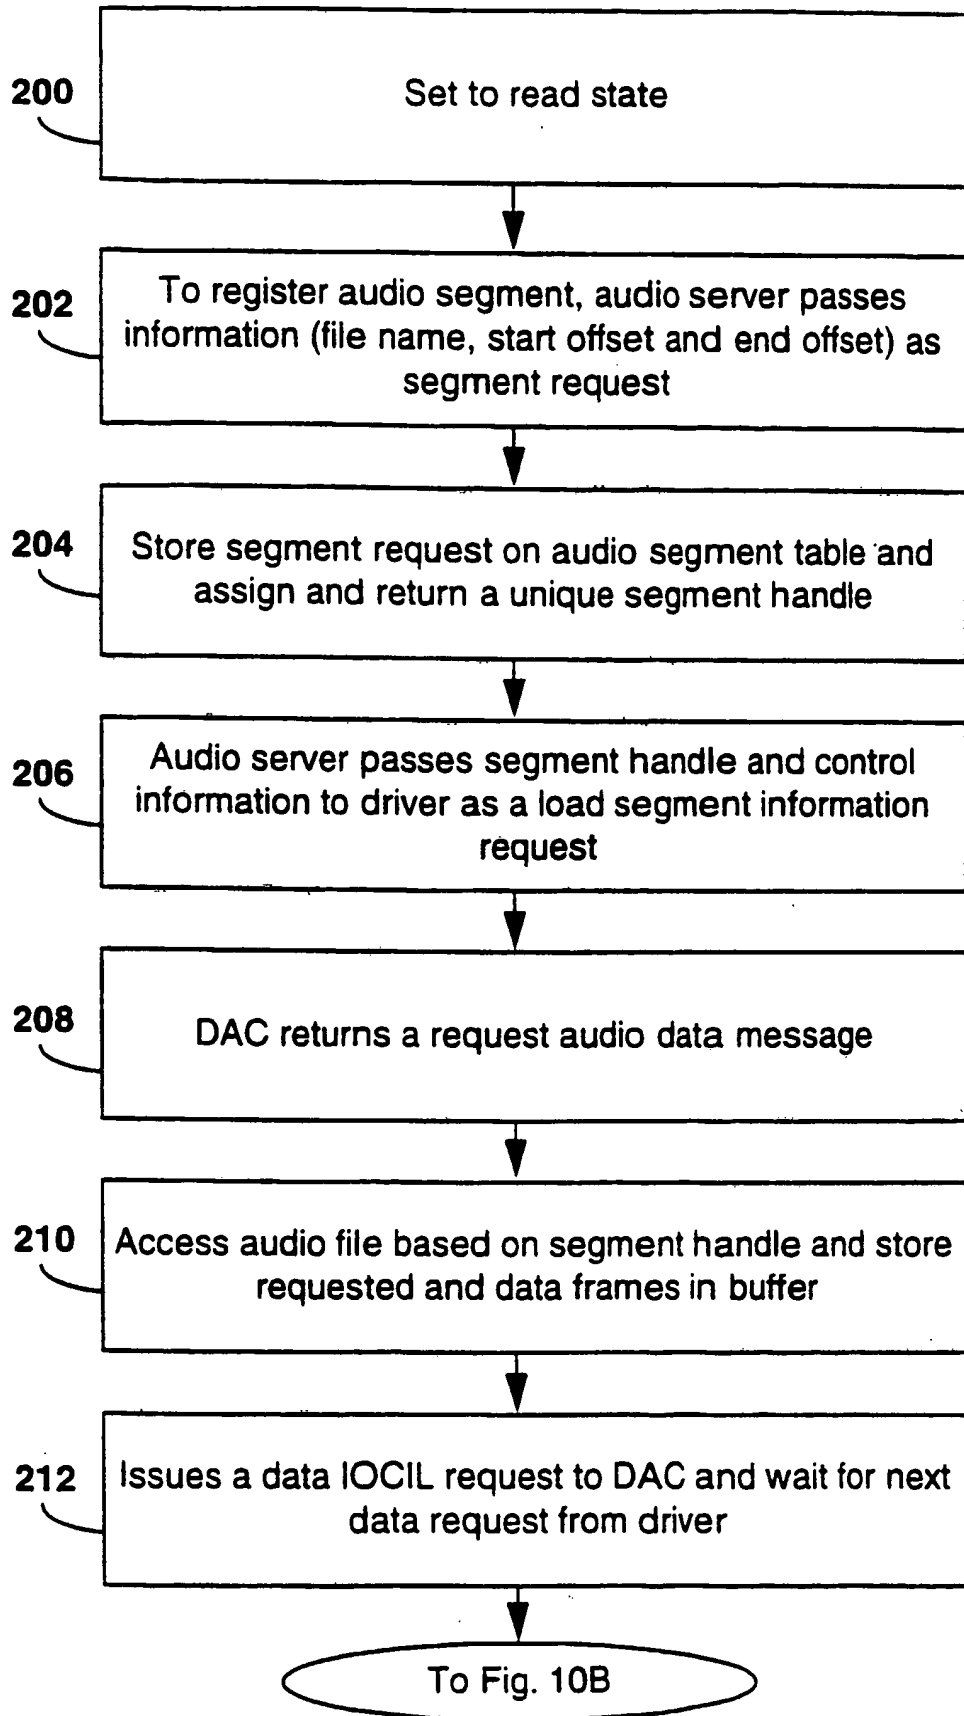 200
Set to read state
202
To register audio segment, audio server passes
information (file name, start offset and end offset) as
segment request
204
Store segment request on audio segment table and
assign and return a unique segment handle
206
Audio server passes segment handle and control
information to driver as a load segment information
request
208
DAC returns a request audio data message
210
Access audio file based on segment handle and store
requested and data frames in buffer
212
Issues a data IOCIL request to DAC and wait for next
data request from driver
To Fig. 10B